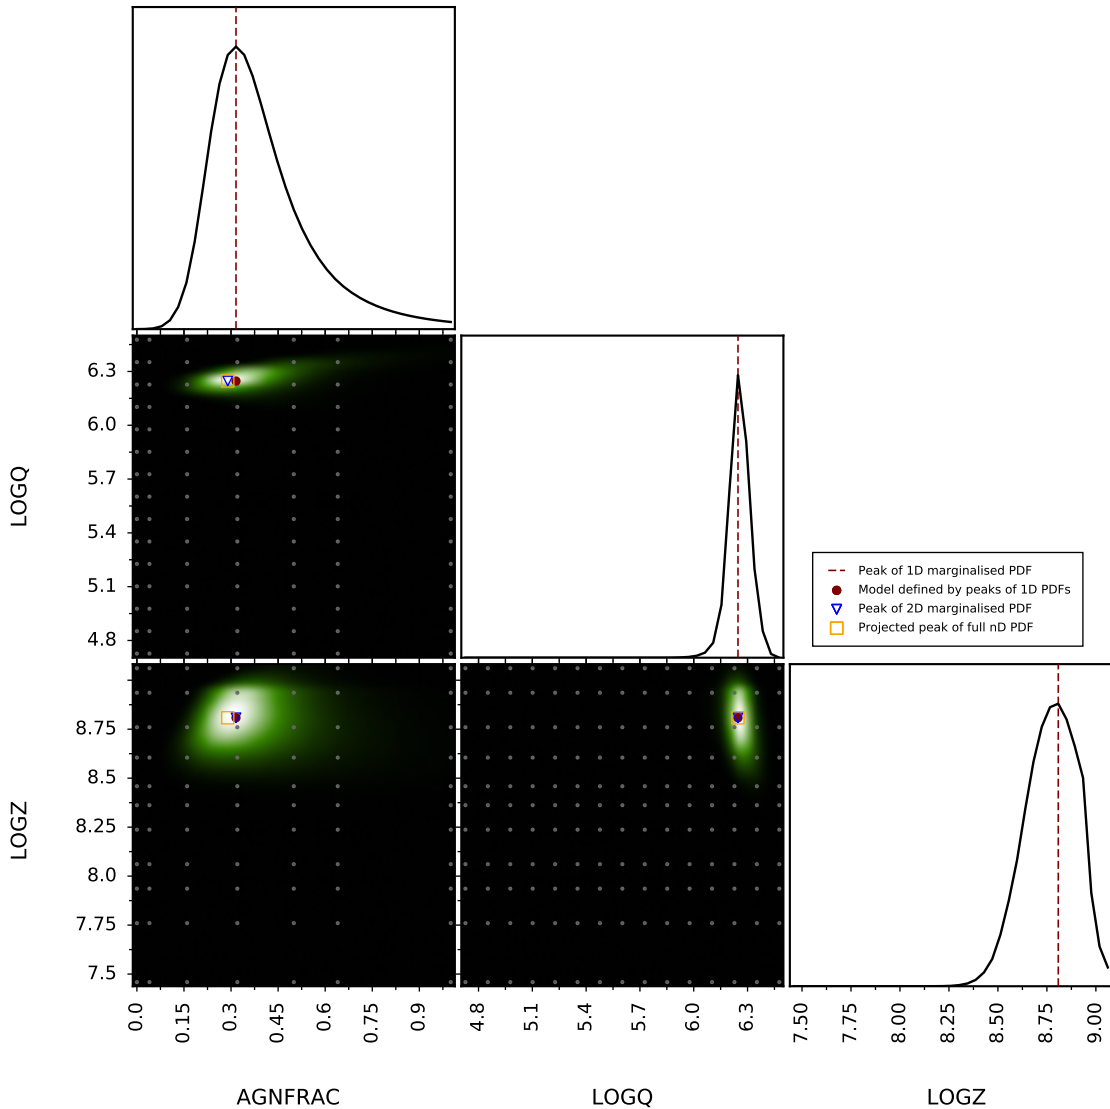 6.3
6.0
5.7
5.4
5.1
4.8
LOGQ
Peak of 1D marginalised PDF
Model defined by peaks of 1D PDFs
Peak of 2D marginalised PDF
Projected peak of full nD PDF
8.75
8.5
8.25
8.0
7.75
7.5
LOGZ
0.0 0.15 0.3 0.45 0.6 0.75 0.9
4.8 5.1 5.4 5.7 6.0 6.3
7.50 7.75 8.00 8.25 8.50 8.75 9.00
AGNFRAC
LOGQ
LOGZ